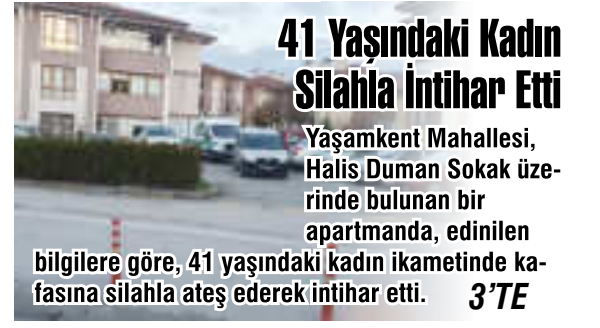 41 Yaşındaki Kadın
Silahla İntihar Etti
Yaşamkent Mahallesi,
Halis Duman Sokak üze-
rinde bulunan bir
apartmanda, edinilen
bilgilere göre, 41 yaşındaki kadın ikametinde ka-
fasına silahla ateş ederek intihar etti.
3'TE